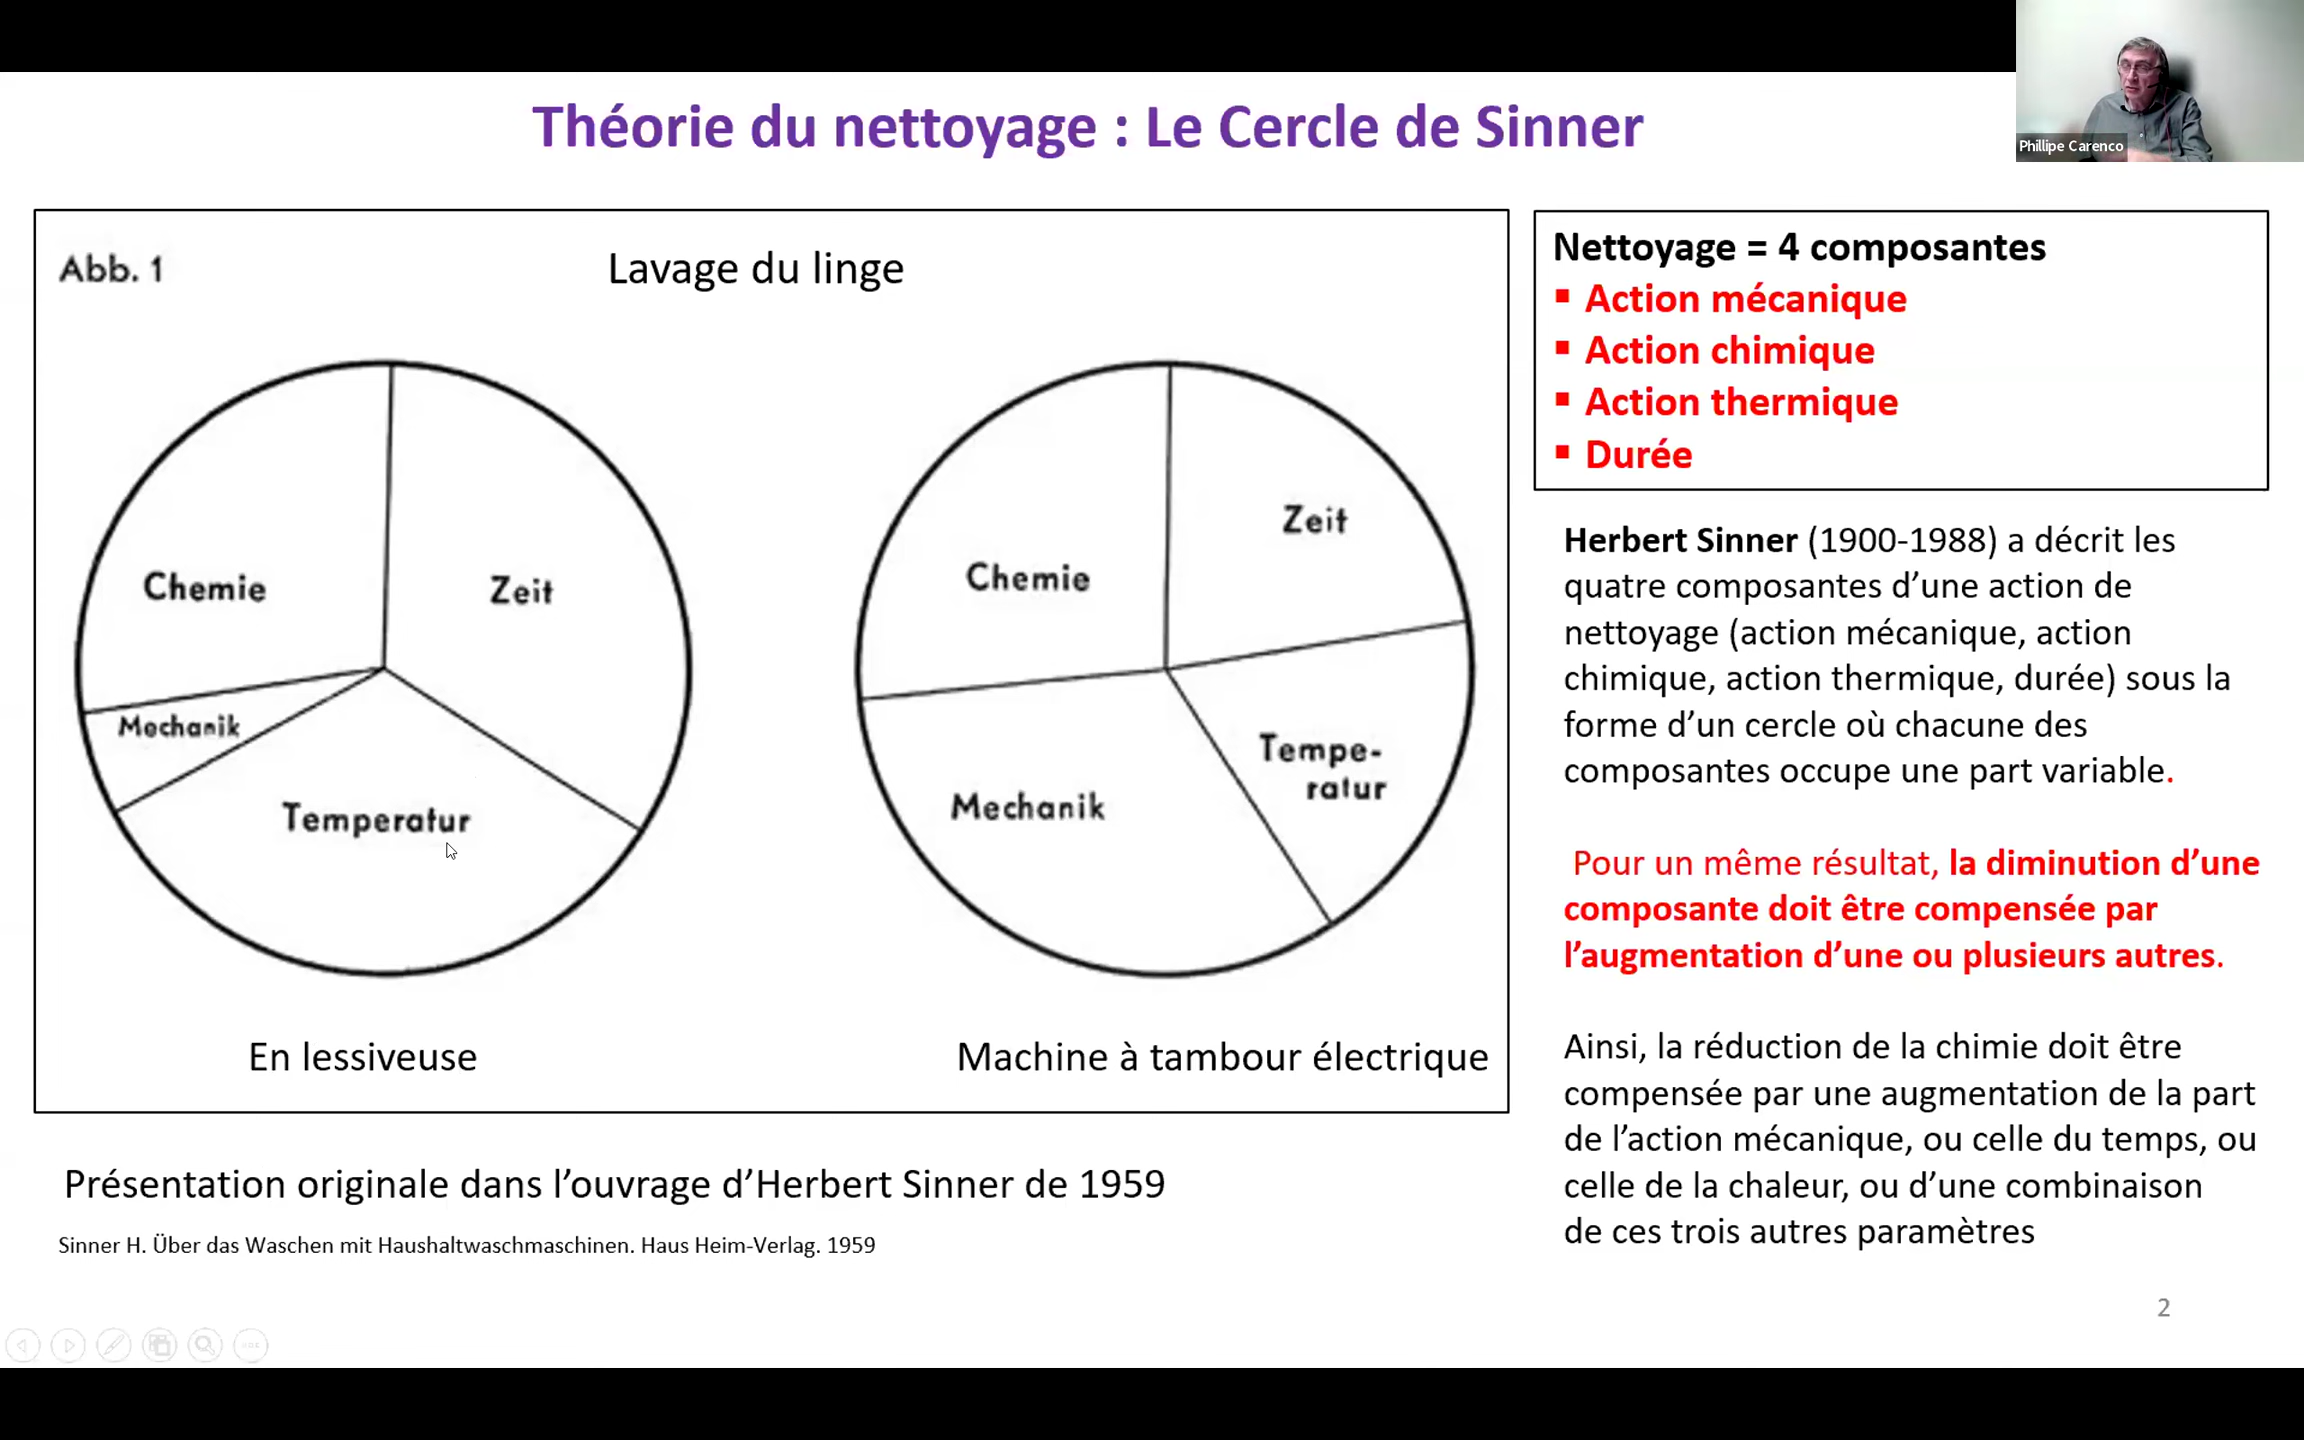 Phillipe Carenco
Théorie du nettoyage : Le Cercle de Sinner
Abb. 1
Lavage du linge
Chemie
Zeit
Mechanik
Temperatur
En lessiveuse
Chemie
Zeit
Tempe-
ratur
Mechanik
Machine à tambour électrique
Présentation originale dans l’ouvrage d’Herbert Sinner de 1959
Sinner H. Über das Waschen mit Haushaltwaschmaschinen. Haus Heim-Verlag. 1959
Nettoyage = 4 composantes
▪ Action mécanique
▪ Action chimique
▪ Action thermique
▪ Durée
Herbert Sinner (1900-1988) a décrit les
quatre composantes d’une action de
nettoyage (action mécanique, action
chimique, action thermique, durée) sous la
forme d’un cercle où chacune des
composantes occupe une part variable.
Pour un même résultat, la diminution d’une
composante doit être compensée par
l’augmentation d’une ou plusieurs autres.
Ainsi, la réduction de la chimie doit être
compensée par une augmentation de la part
de l’action mécanique, ou celle du temps, ou
celle de la chaleur, ou d’une combinaison
de ces trois autres paramètres
2